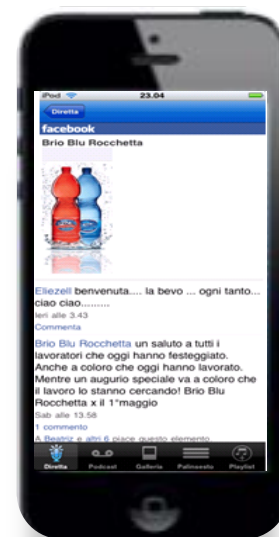 iPod 23.04
Diretta
facebook
Brio Blu Rocchetta
Eliezell benvenuta.... la bevo ... ogni tanto...
ciao ciao.........
Ieri alle 3.43
Commenta
Brio Blu Rocchetta un saluto a tutti i
lavoratori che oggi hanno festeggiato.
Anche a coloro che oggi hanno lavorato.
Mentre un augurio speciale va a coloro che
il lavoro lo stanno cercando! Brio Blu
Rocchetta x il 1°maggio
Sab alle 13.58
1 commento
A Beatriz e altri 6 piace questo elemento.
Diretta Podcast Galleria Palinsesto Playlist